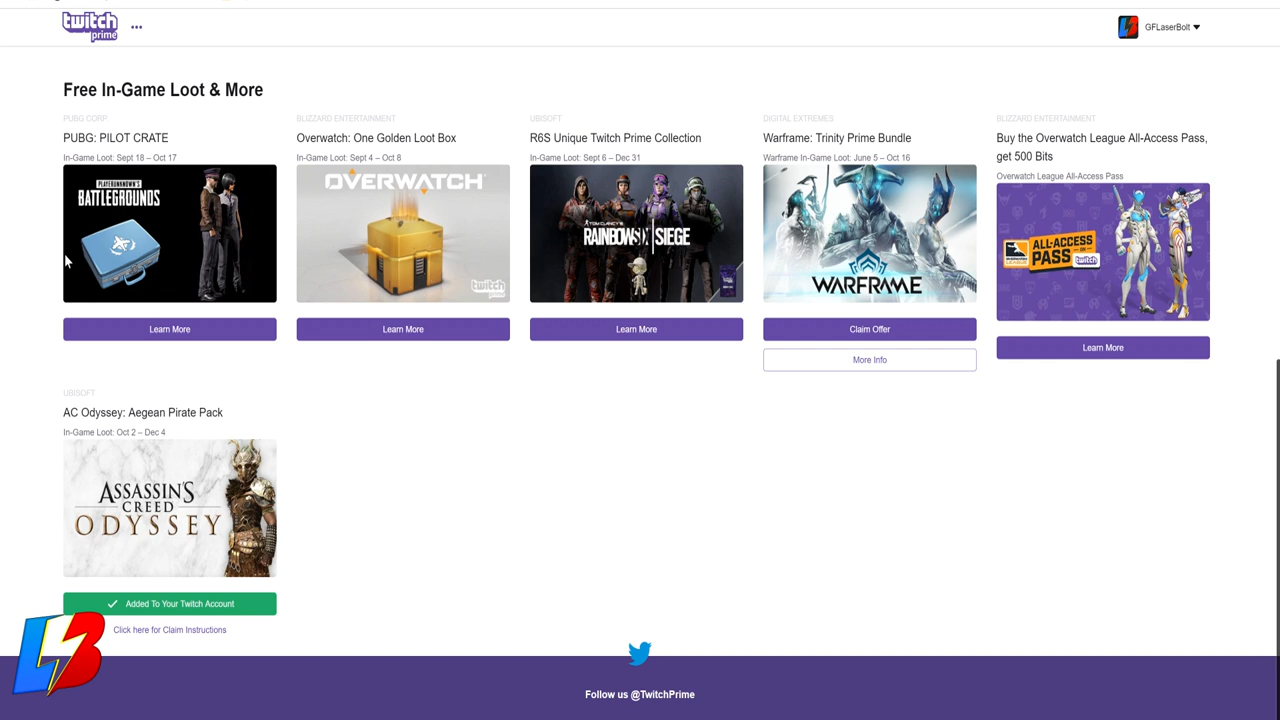 twitch
prime
GFLaserBolt
Free In-Game Loot & More
PUBG CORP.
PUBG: PILOT CRATE
In-Game Loot: Sept 18 – Oct 17
PLAYERUNKNOWN'S
BATTLEGROUNDS
Learn More
BLIZZARD ENTERTAINMENT
Overwatch: One Golden Loot Box
In-Game Loot: Sept 4 – Oct 8
OVERWATCH
twitch
prime
Learn More
UBISOFT
R6S Unique Twitch Prime Collection
In-Game Loot: Sept 6 – Dec 31
TOM CLANCY'S
RAINBOWSIX | SIEGE
Learn More
DIGITAL EXTREMES
Warframe: Trinity Prime Bundle
Warframe In-Game Loot: June 5 – Oct 16
WARFRAME
Claim Offer
More Info
BLIZZARD ENTERTAINMENT
Buy the Overwatch League All-Access Pass,
get 500 Bits
Overwatch League All-Access Pass
ALL-ACCESS
PASS ON
twitch
Learn More
UBISOFT
AC Odyssey: Aegean Pirate Pack
In-Game Loot: Oct 2 – Dec 4
ASSASSIN'S
CREED
ODYSSEY
Added To Your Twitch Account
Click here for Claim Instructions
LB
Follow us @TwitchPrime